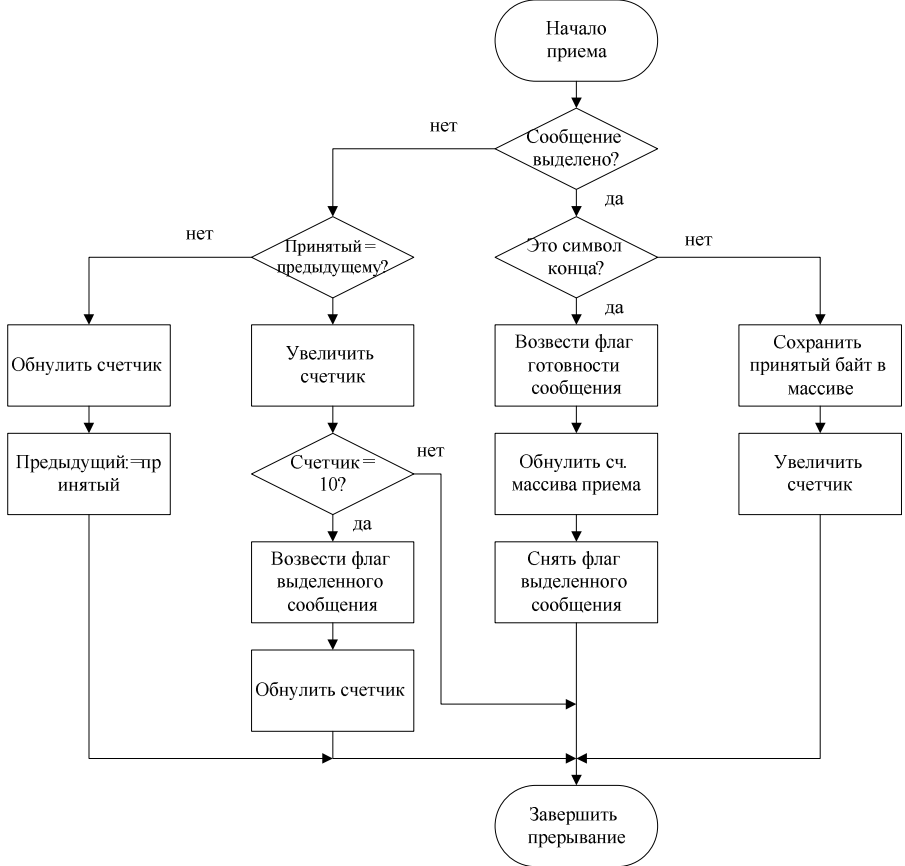 Начало
приема
нет
Сообщение
выделено?
да
нет
Принятый =
предыдущему?
Это символ
конца?
нет
да
Обнулить счетчик
Увеличить
счетчик
Возвести флаг
готовности
сообщения
Сохранить
принятый байт в
массиве
Предыдущий:=пр
инятый
Счетчик =
10?
нет
Обнулить сч.
массива приема
Увеличить
счетчик
да
Возвести флаг
выделенного
сообщения
Снять флаг
выделенного
сообщения
Обнулить счетчик
Завершить
прерывание